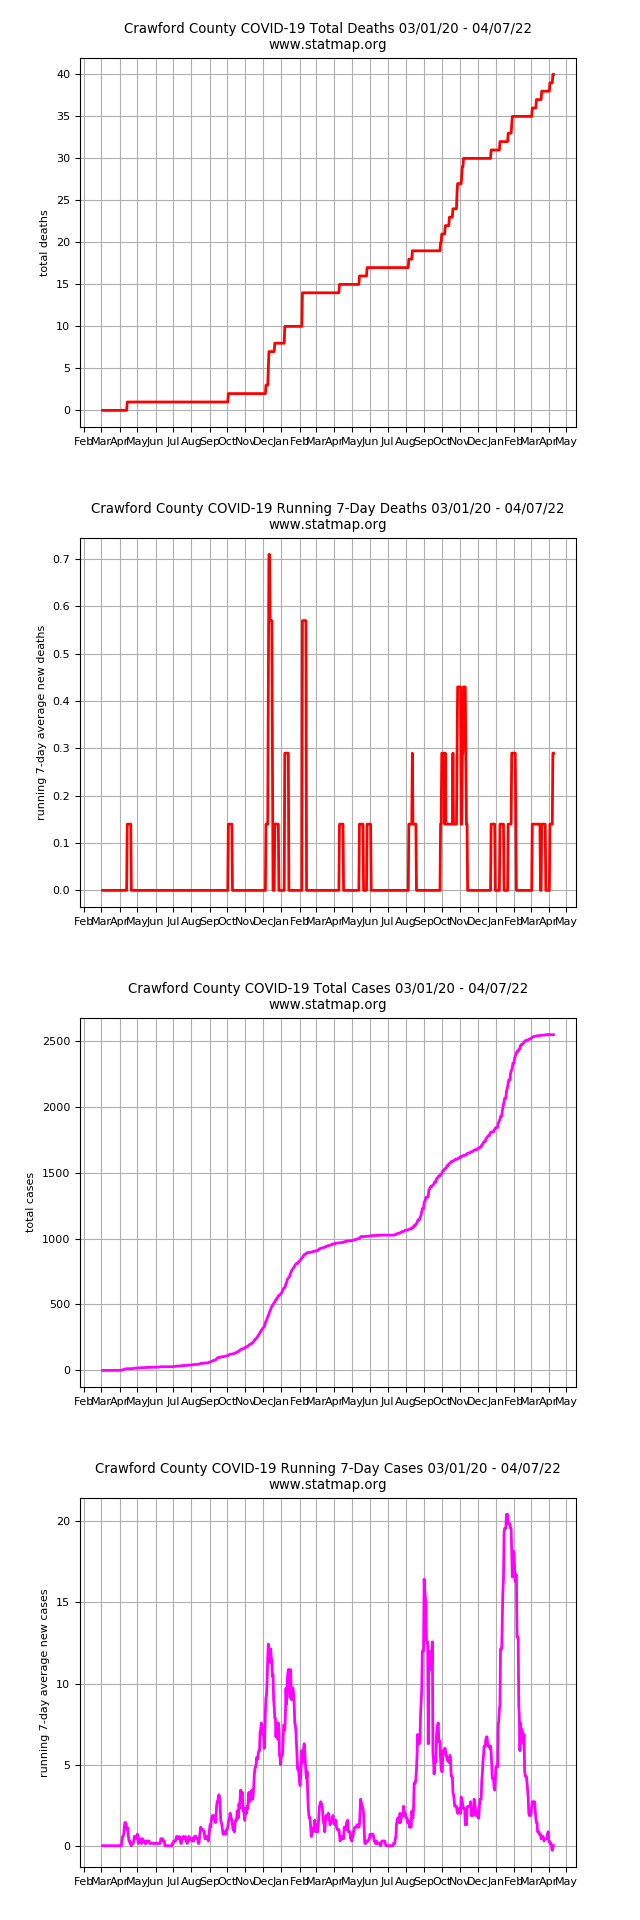 Crawford County COVID-19 Total Deaths 03/01/20 - 04/07/22
www.statmap.org
40
35
30
25
20
15
10
5
0
total deaths
Feb Mar Apr May Jun Jul Aug Sep Oct Nov Dec Jan Feb Mar Apr May Jun Jul Aug Sep Oct Nov Dec Jan Feb Mar Apr May
Crawford County COVID-19 Running 7-Day Deaths 03/01/20 - 04/07/22
www.statmap.org
0.7
0.6
0.5
0.4
0.3
0.2
0.1
0.0
running 7-day average new deaths
Feb Mar Apr May Jun Jul Aug Sep Oct Nov Dec Jan Feb Mar Apr May Jun Jul Aug Sep Oct Nov Dec Jan Feb Mar Apr May
Crawford County COVID-19 Total Cases 03/01/20 - 04/07/22
www.statmap.org
2500
2000
1500
1000
500
0
total cases
Feb Mar Apr May Jun Jul Aug Sep Oct Nov Dec Jan Feb Mar Apr May Jun Jul Aug Sep Oct Nov Dec Jan Feb Mar Apr May
Crawford County COVID-19 Running 7-Day Cases 03/01/20 - 04/07/22
www.statmap.org
20
15
10
5
0
running 7-day average new cases
Feb Mar Apr May Jun Jul Aug Sep Oct Nov Dec Jan Feb Mar Apr May Jun Jul Aug Sep Oct Nov Dec Jan Feb Mar Apr May